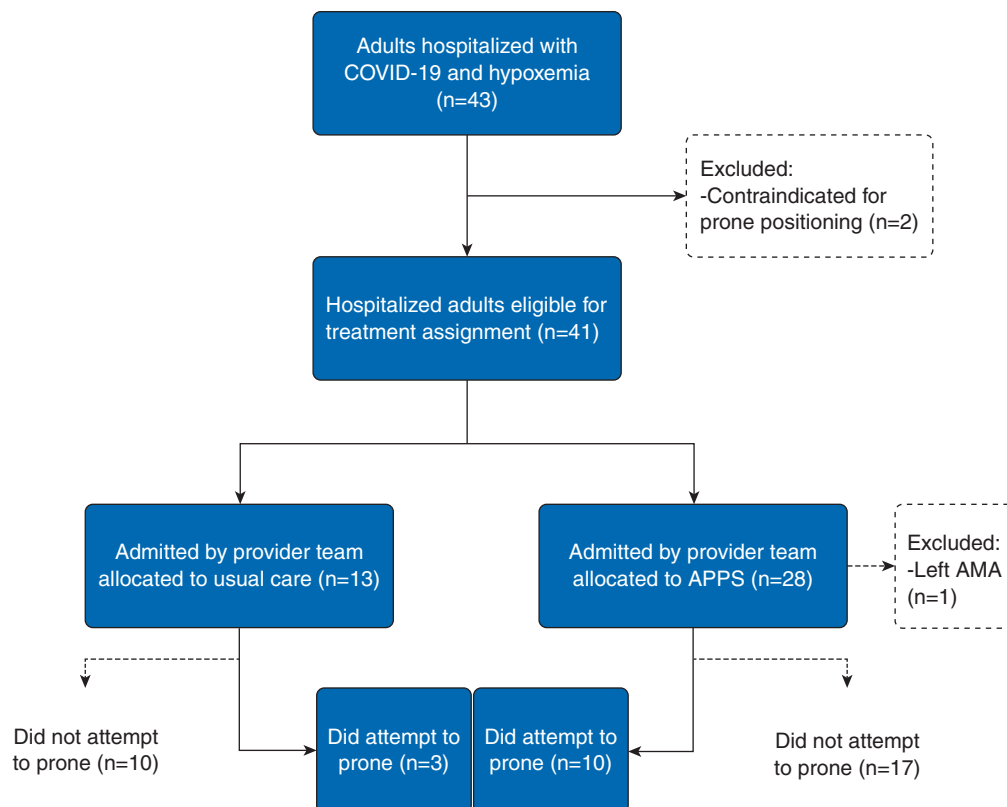 Adults hospitalized with
COVID-19 and hypoxemia
(n=43)
Excluded:
-Contraindicated for
prone positioning (n=2)
Hospitalized adults eligible for
treatment assignment (n=41)
Admitted by provider team
allocated to usual care (n=13)
Admitted by provider team
allocated to APPS (n=28)
Excluded:
-Left AMA
(n=1)
Did not attempt
to prone (n=10)
Did attempt to
prone (n=3)
Did attempt to
prone (n=10)
Did not attempt
to prone (n=17)